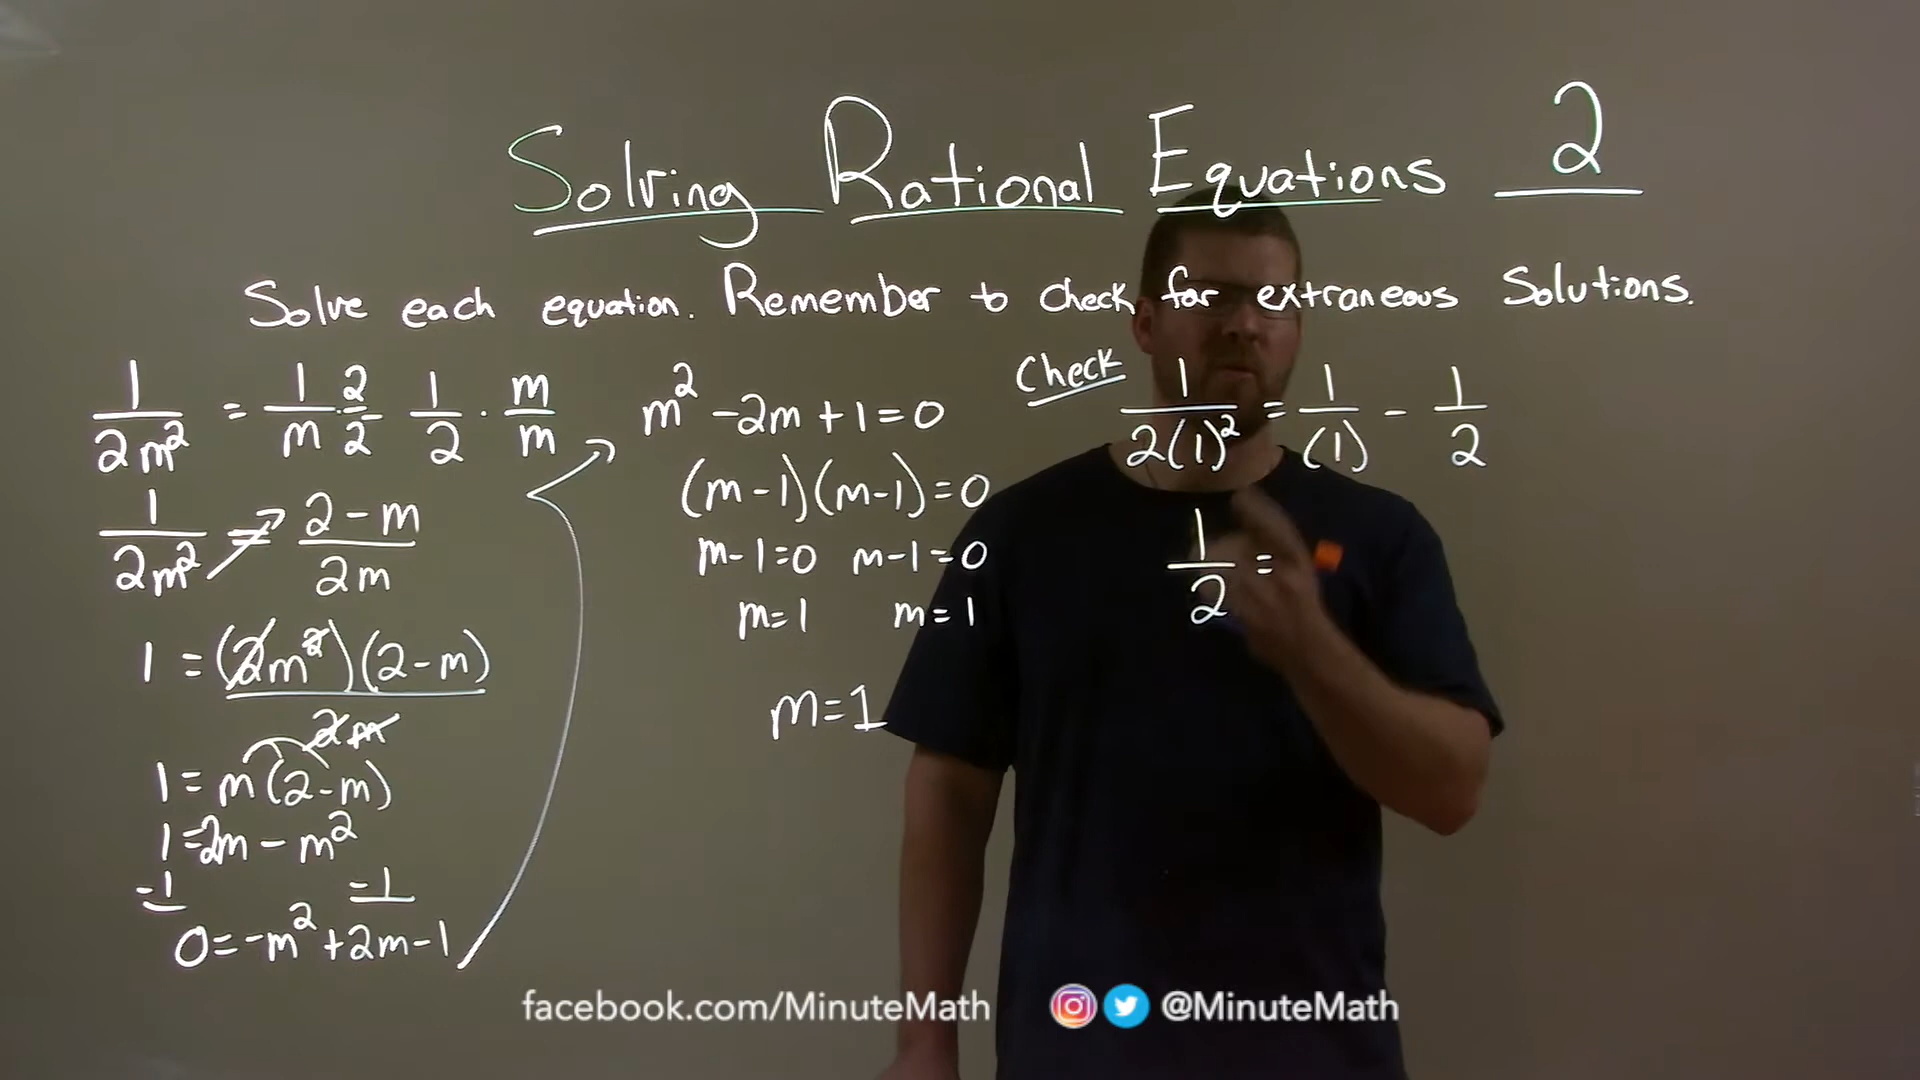 Solving Rational Equations 2
Solve each equation. Remember to check for extraneous solutions.
1/2m² = 1/m · 2/2 1/2 · m/m
1/2m² = (2-m)/2m
1 = (2m²)(2-m)/2m
1 = m(2-m)
1=2m-m²
-1 -1
0=-m²+2m-1
m²-2m+1=0
(m-1)(m-1)=0
m-1=0 m-1=0
m=1 m=1
m=1
Check 1/2(1)² = 1/(1) - 1/2
1/2 =
facebook.com/MinuteMath @MinuteMath